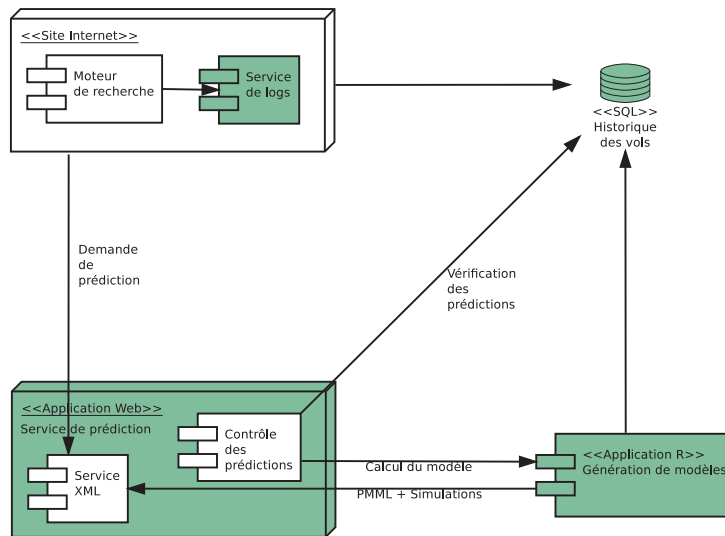 <<Site Internet>>
Moteur
de recherche
Service
de logs
<<SQL>>
Historique
des vols
Demande
de
prédiction
Vérification
des
prédictions
<<Application Web>>
Service de prédiction
Contrôle
des
prédictions
Service
XML
Calcul du modèle
PMML + Simulations
<<Application R>>
Génération de modèles